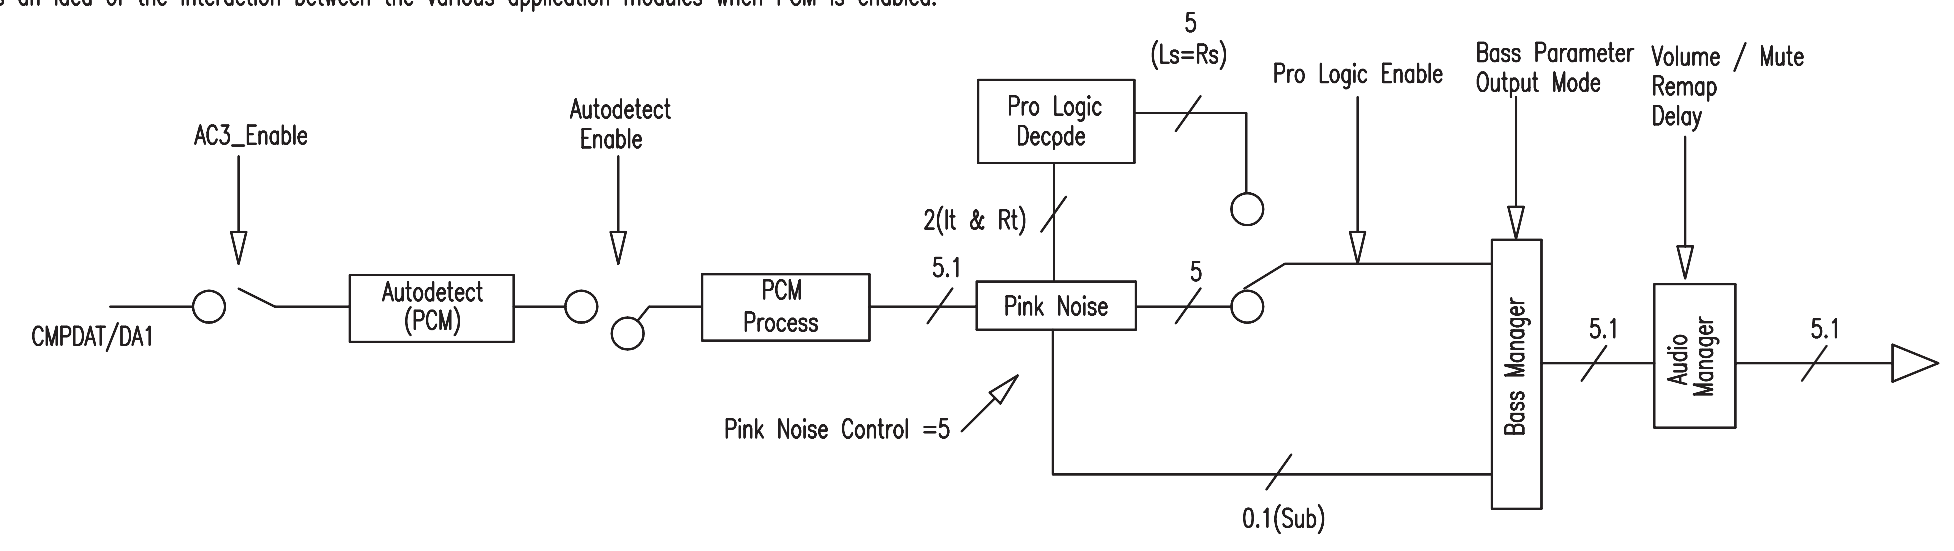 an idea of the interaction between the various application modules when PCM is enabled.
5
(Ls=Rs)
Bass Parameter
Output Mode
Volume / Mute
Remap
Delay
Pro Logic Enable
Autodetect
Enable
Pro Logic
Decode
AC3_Enable
2(lt & Rt)
5.1
5
Autodetect
(PCM)
PCM
Process
Pink Noise
CMPDAT/DA1
Bass Manager
5.1
Audio
Manager
5.1
Pink Noise Control =5
0.1(Sub)